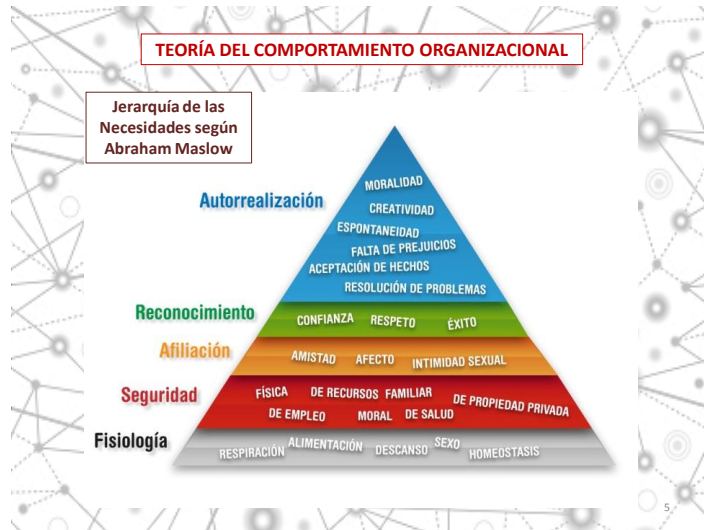 TEORÍA DEL COMPORTAMIENTO ORGANIZACIONAL
Jerarquía de las
Necesidades según
Abraham Maslow
Autorrealización
MORALIDAD
CREATIVIDAD
ESPONTANEIDAD
FALTA DE PREJUICIOS
ACEPTACIÓN DE HECHOS
RESOLUCIÓN DE PROBLEMAS
Reconocimiento
CONFIANZA RESPETO ÉXITO
Afiliación
AMISTAD AFECTO INTIMIDAD SEXUAL
Seguridad
FÍSICA DE RECURSOS FAMILIAR DE PROPIEDAD PRIVADA
DE EMPLEO MORAL DE SALUD
Fisiología
RESPIRACIÓN ALIMENTACIÓN DESCANSO SEXO HOMEOSTASIS
5